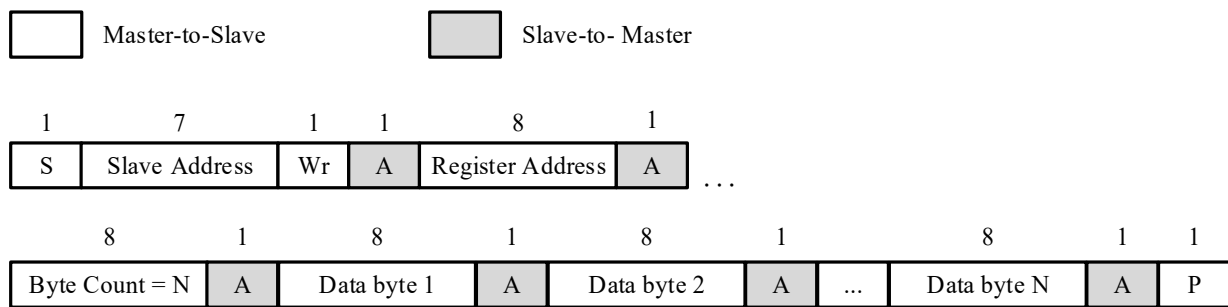 Master-to-Slave Slave-to- Master
1 7 1 1 8 1
S Slave Address Wr A Register Address A ...
8 1 8 1 8 1 8 1 1
Byte Count = N A Data byte 1 A Data byte 2 A ... Data byte N A P